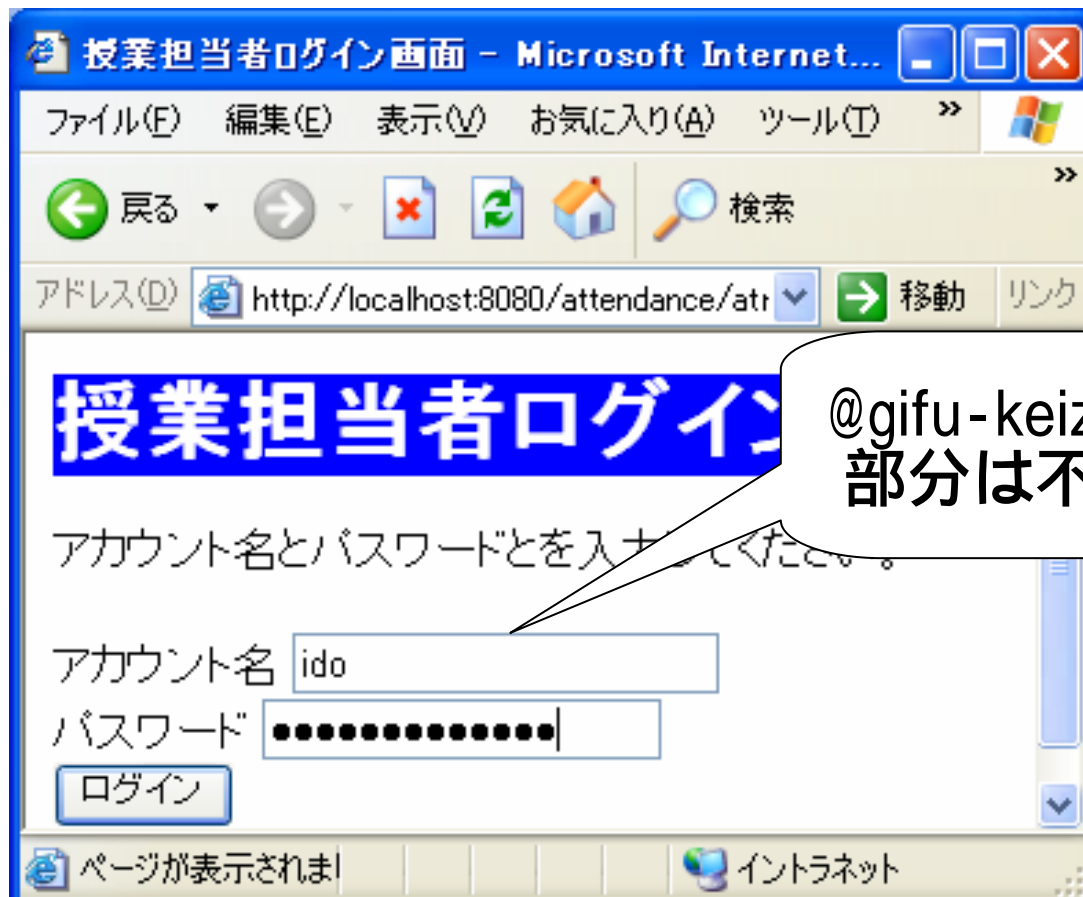 授業担当者ログイン画面 - Microsoft Internet...
ファイル(F) 編集(E) 表示(V) お気に入り(A) ツール(T) »
戻る 検索 »
アドレス(D) http://localhost:8080/attendance/atr 移動 リンク
授業担当者ログイン
@gifu-keiz
部分は不
アカウント名とパスワードとを入力してください。
アカウント名 ido
パスワード ●●●●●●●●●●●●●
ログイン
ページが表示されまし イントラネット